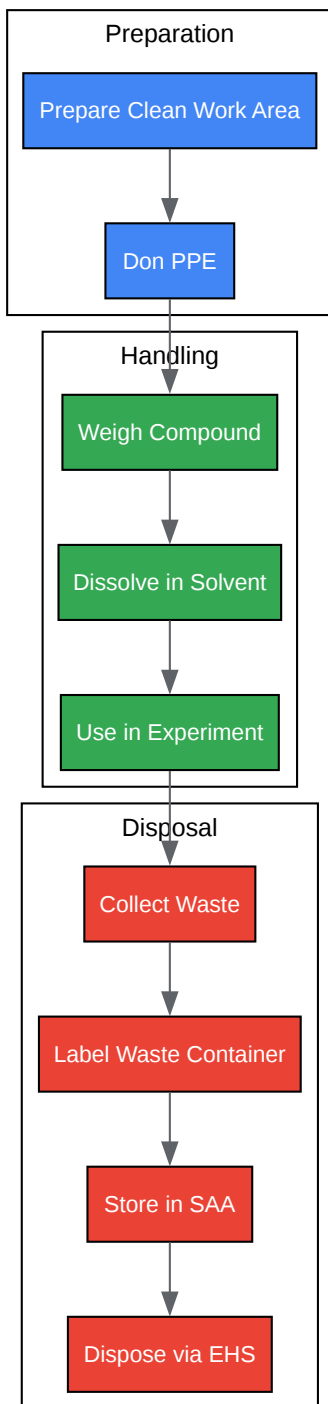 Preparation
Prepare Clean Work Area
Don PPE
Handling
Weigh Compound
Dissolve in Solvent
Use in Experiment
Disposal
Collect Waste
Label Waste Container
Store in SAA
Dispose via EHS